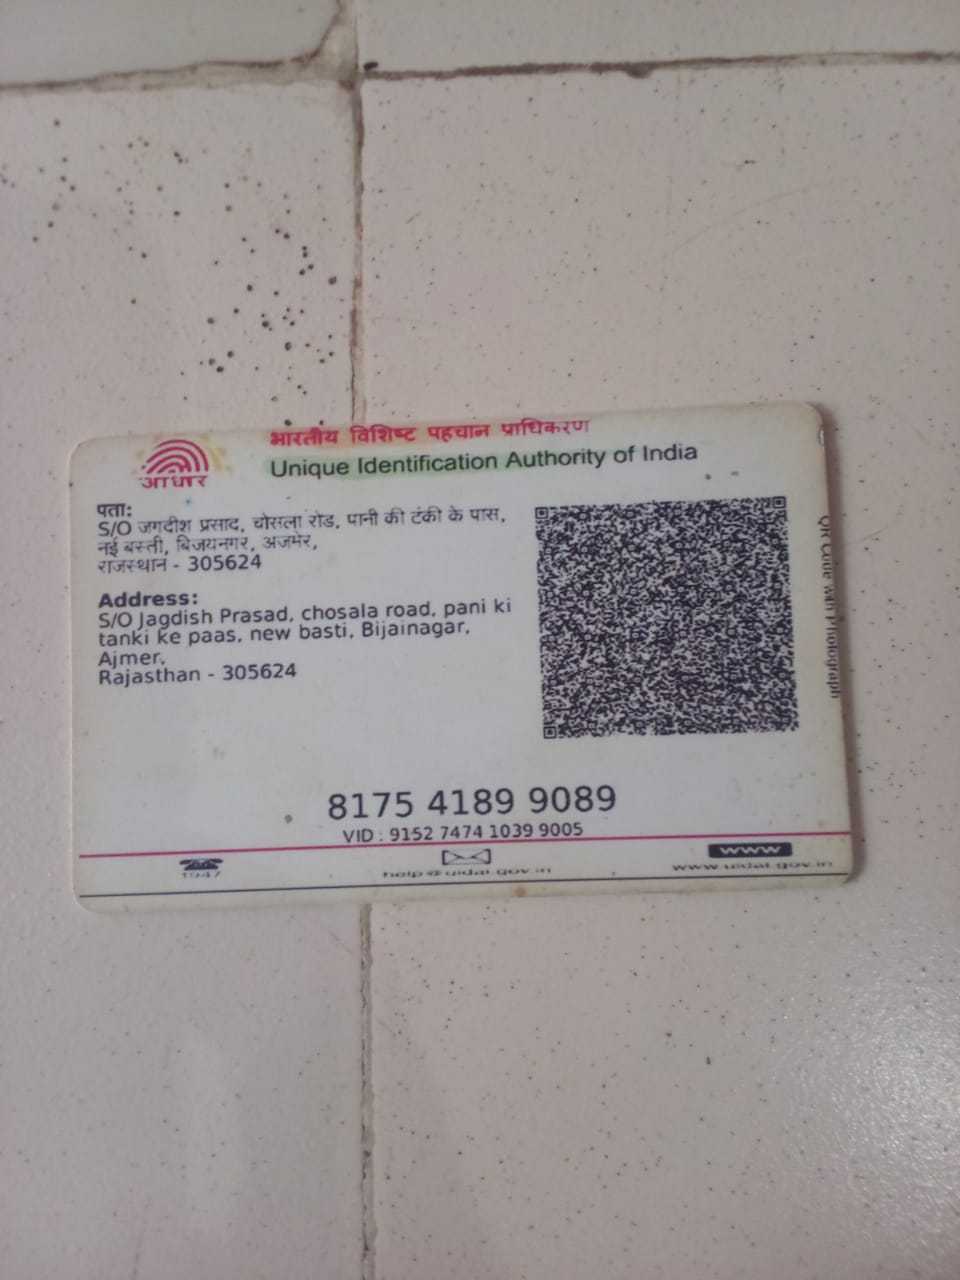 भारतीय विशिष्ट पहचान प्राधिकरण
Unique Identification Authority of India
आधार
पता:
S/O जगदीश प्रसाद, चोसला रोड, पानी की टंकी के पास,
नई बस्ती, बिजयनगर, अजमेर,
राजस्थान - 305624
Address:
S/O Jagdish Prasad, chosala road, pani ki
tanki ke paas, new basti, Bijainagar,
Ajmer,
Rajasthan - 305624
QR Code with Photograph
8175 4189 9089
VID : 9152 7474 1039 9005
1947
help@uidai.gov.in
www
www.uidai.gov.in